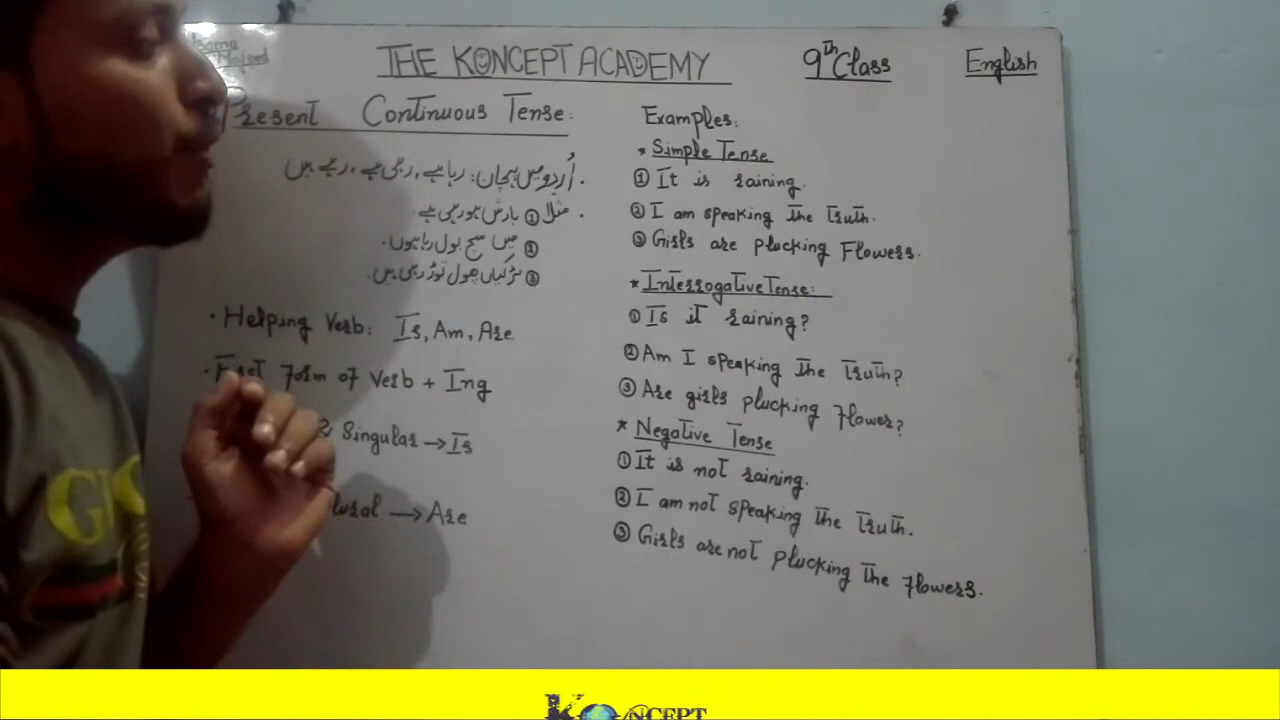 THE KONCEPT ACADEMY
9th Class
English
Present Continuous Tense:
. اُردو میں پہچان: رہا ہے, رہی ہے, رہے ہیں
. مثلاً ① بارش ہو رہی ہے
② میں سچ بول رہا ہوں.
③ لڑکیاں پھول توڑ رہی ہیں.
· Helping Verb: Is, Am, Are
· First form of Verb + Ing
& Singular → Is
→ Are
Examples:
* Simple Tense
① It is raining.
② I am speaking the truth.
③ Girls are plucking Flowers.
* Interrogative Tense:
① Is it raining?
② Am I speaking the truth?
③ Are girls plucking flower?
* Negative Tense
① It is not raining.
② I am not speaking the truth.
③ Girls are not plucking the flowers.
KONCEPT